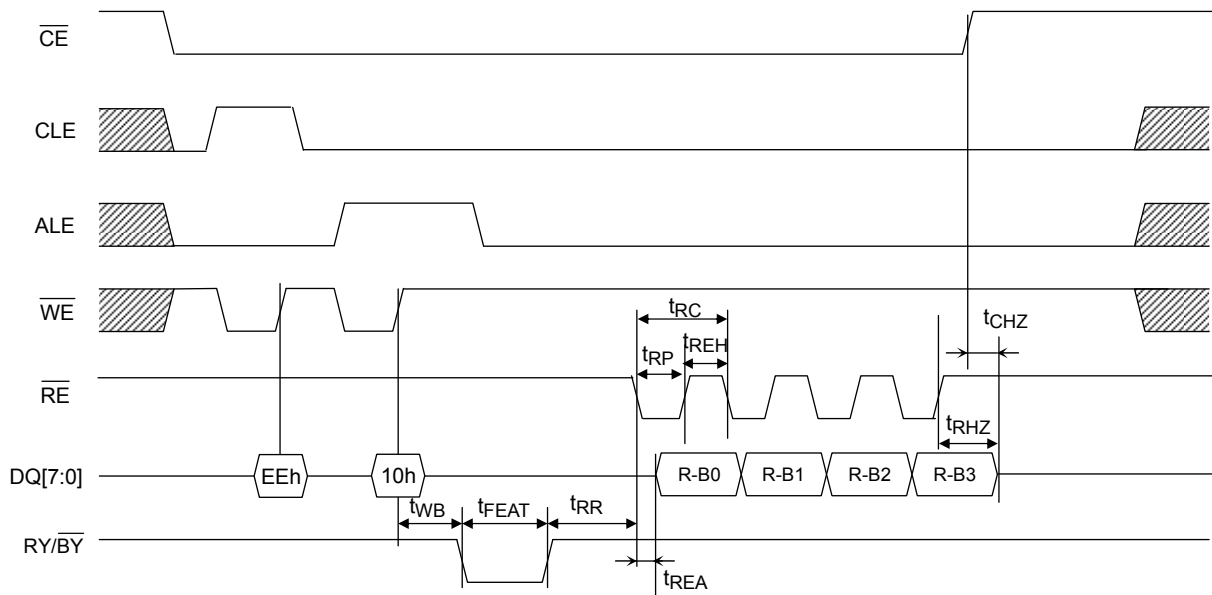 CE
CLE
ALE
WE
tRC
tCHZ
tRP
tREH
RE
tRHZ
DQ[7:0]
EEh
10h
R-B0
R-B1
R-B2
R-B3
tWB
tFEAT
tRR
RY/BY
tREA